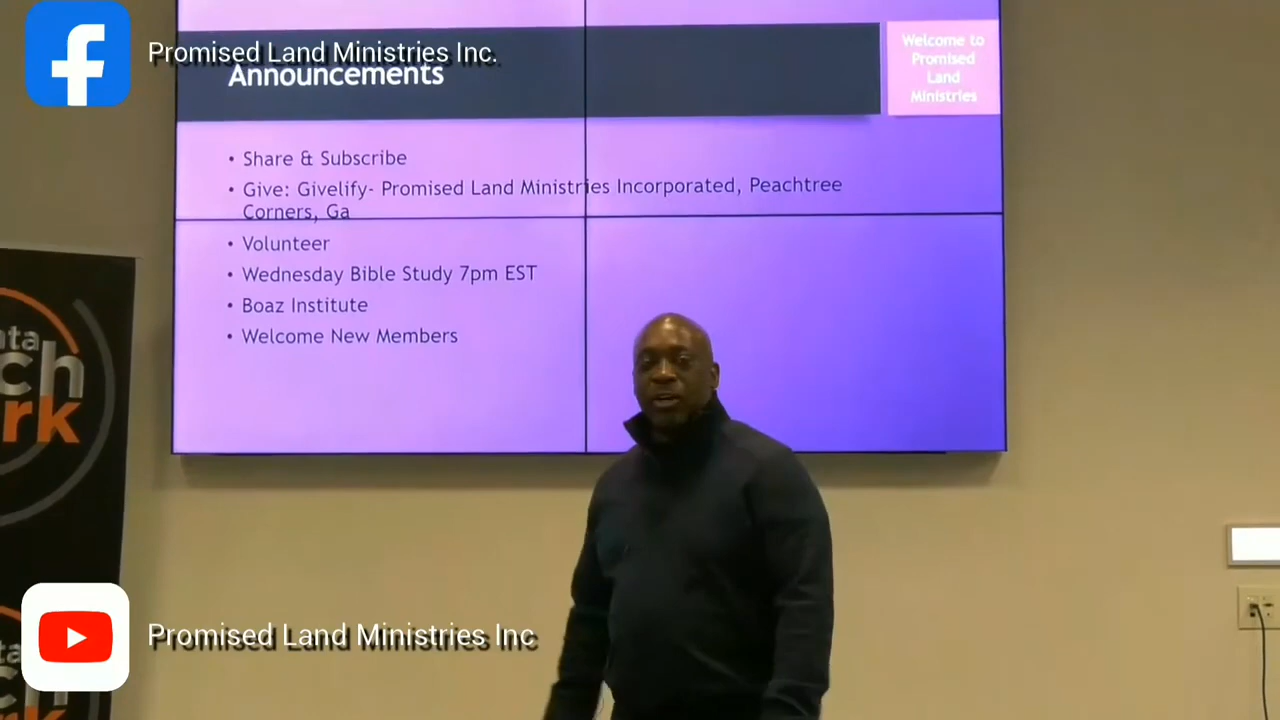 Promised Land Ministries Inc.
Announcements
Welcome to
Promised
Land
Ministries
• Share & Subscribe
• Give: Givelify- Promised Land Ministries Incorporated, Peachtree
Corners, Ga
• Volunteer
• Wednesday Bible Study 7pm EST
• Boaz Institute
• Welcome New Members
Promised Land Ministries Inc